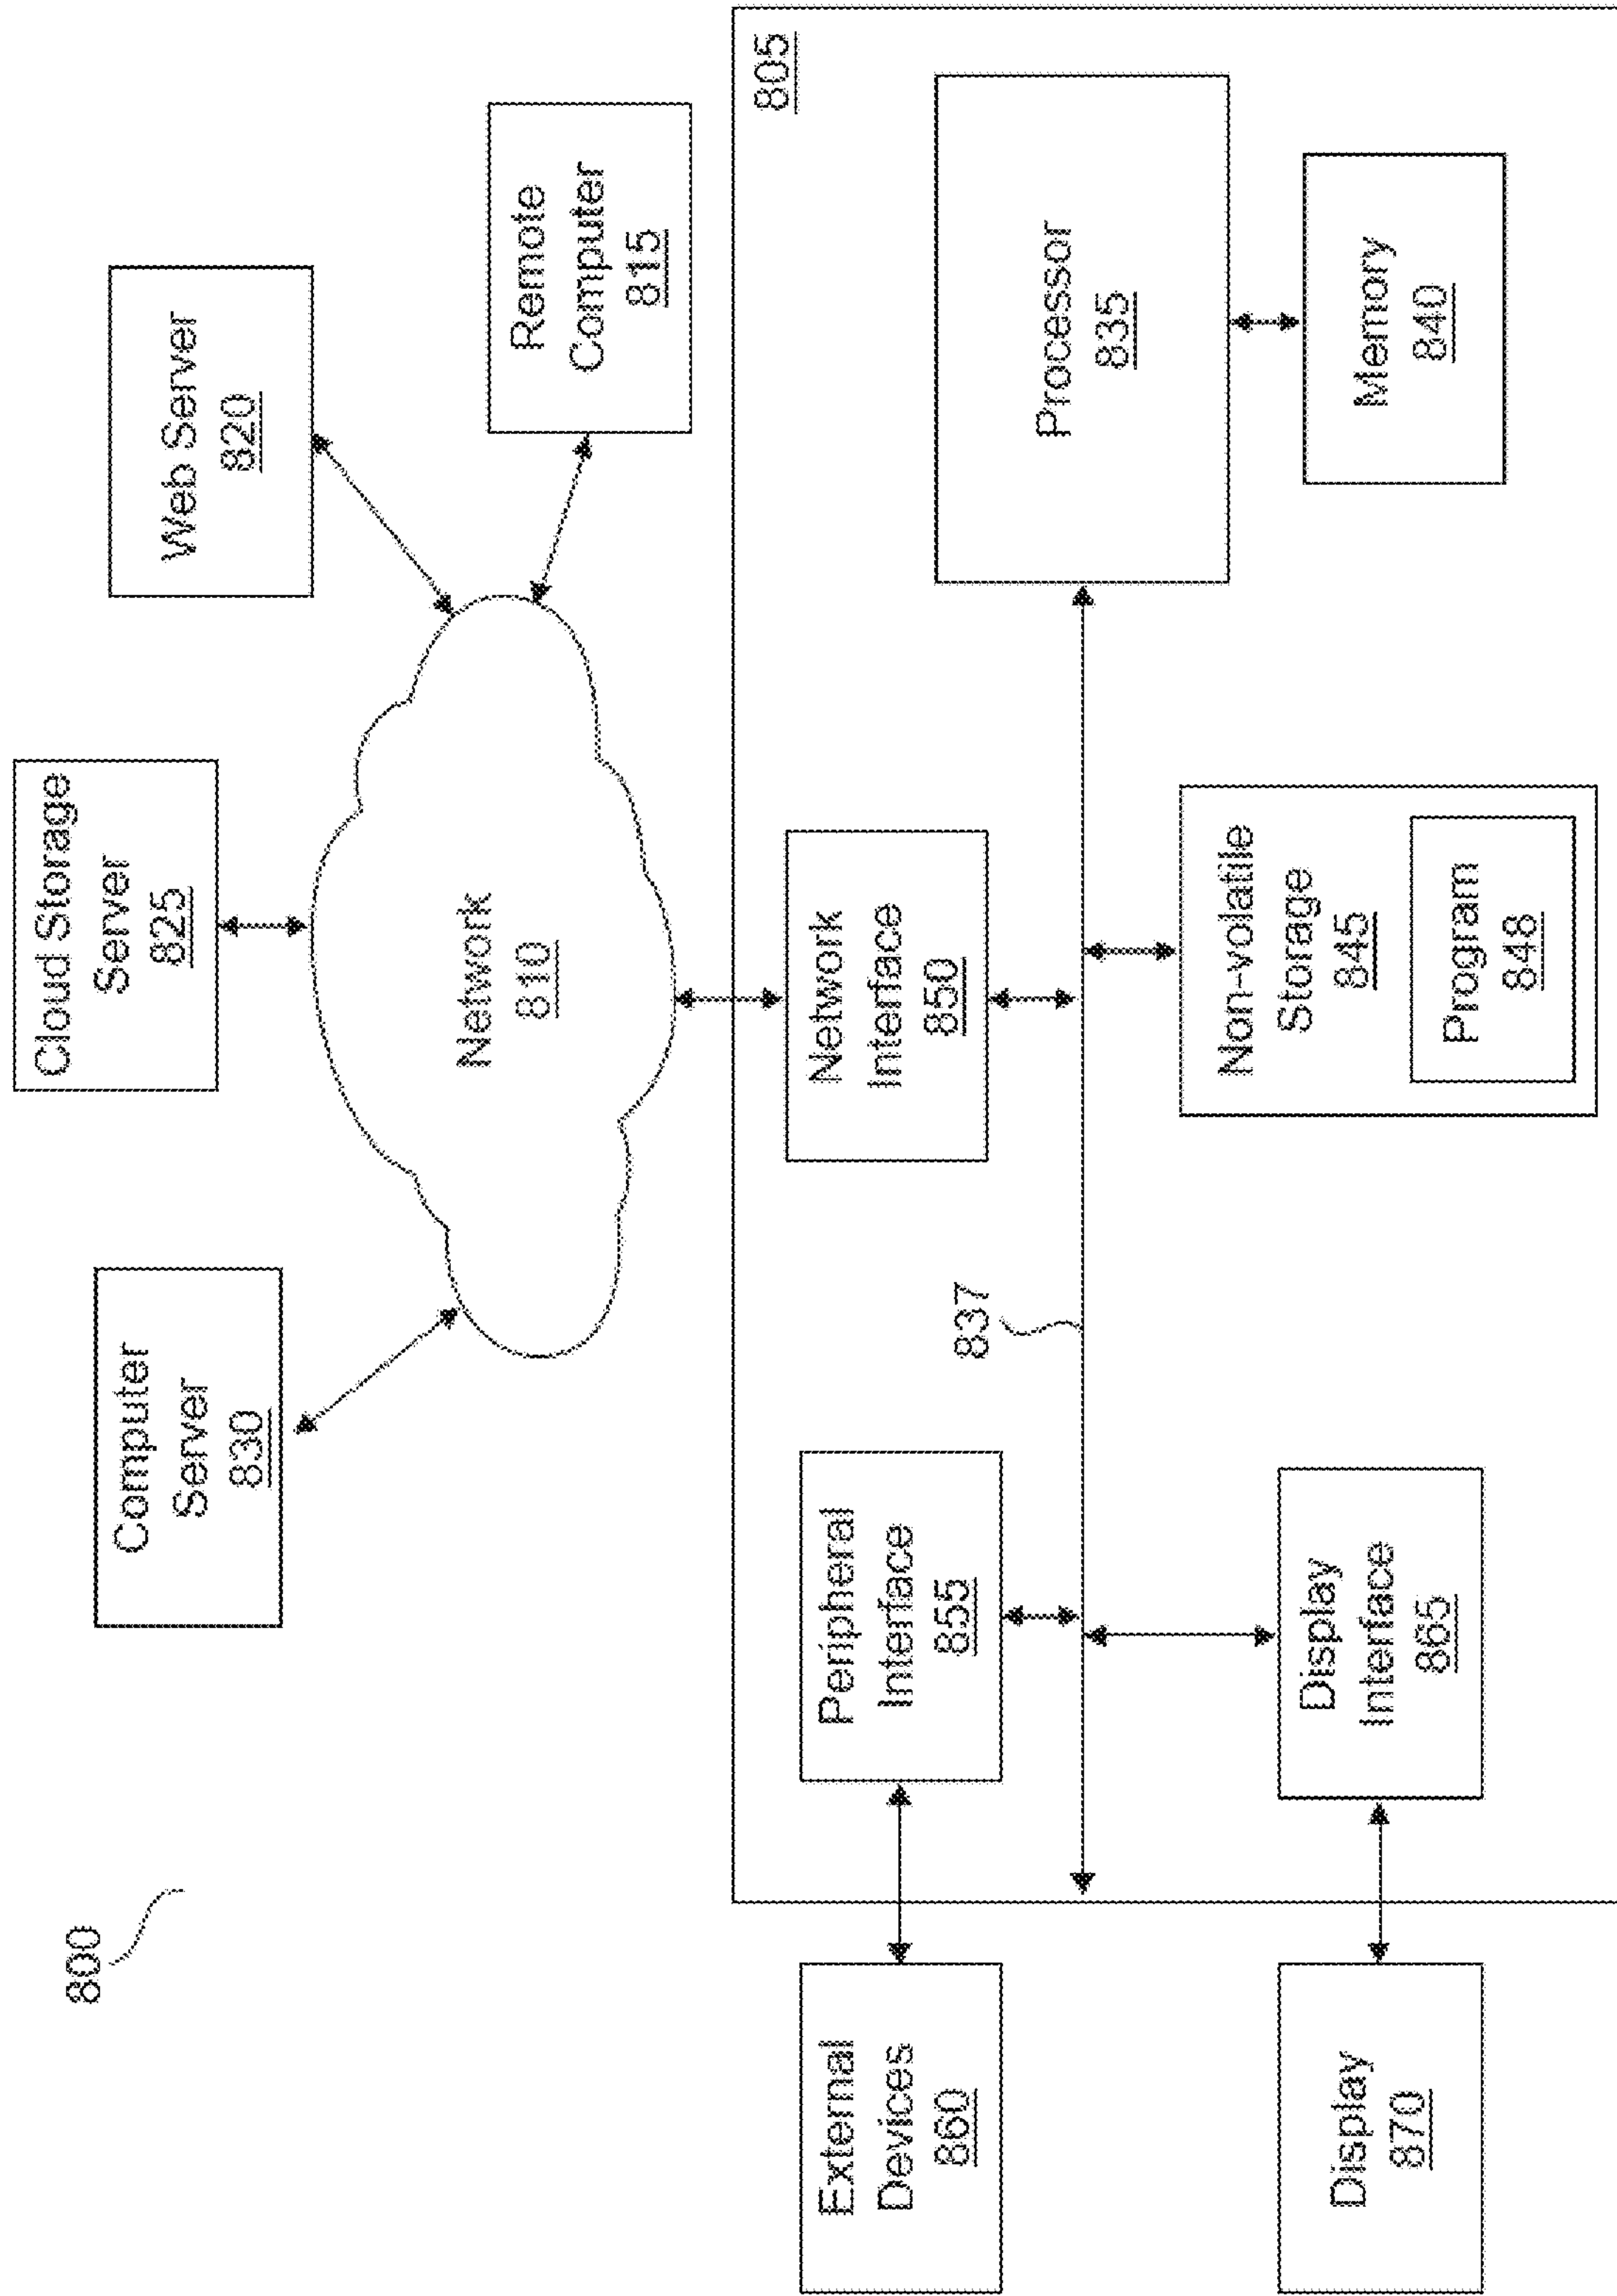 800
Computer
Server
830
Cloud Storage
Server
825
Web Server
820
Remote
Computer
815
Network
810
805
External
Devices
860
Peripheral
Interface
855
Network
Interface
850
837
Processor
835
Display
870
Display
Interface
865
Non-volatile
Storage
845
Program
848
Memory
840